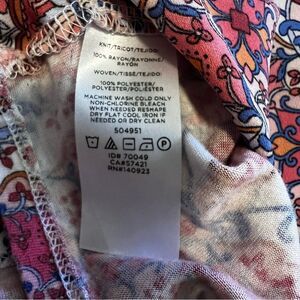 KNIT/TRICOT/TEJIDO:
100% RAYON/RAYONNE/
RAYON
WOVEN/TISSÉ/TEJIDO:
100% POLYESTER/
POLYESTER/POLIÉSTER
MACHINE WASH COLD ONLY
NON-CHLORINE BLEACH
WHEN NEEDED RESHAPE
DRY FLAT COOL IRON IF
NEEDED OR DRY CLEAN
504951
ID# 70049
CA#57421
RN#140923